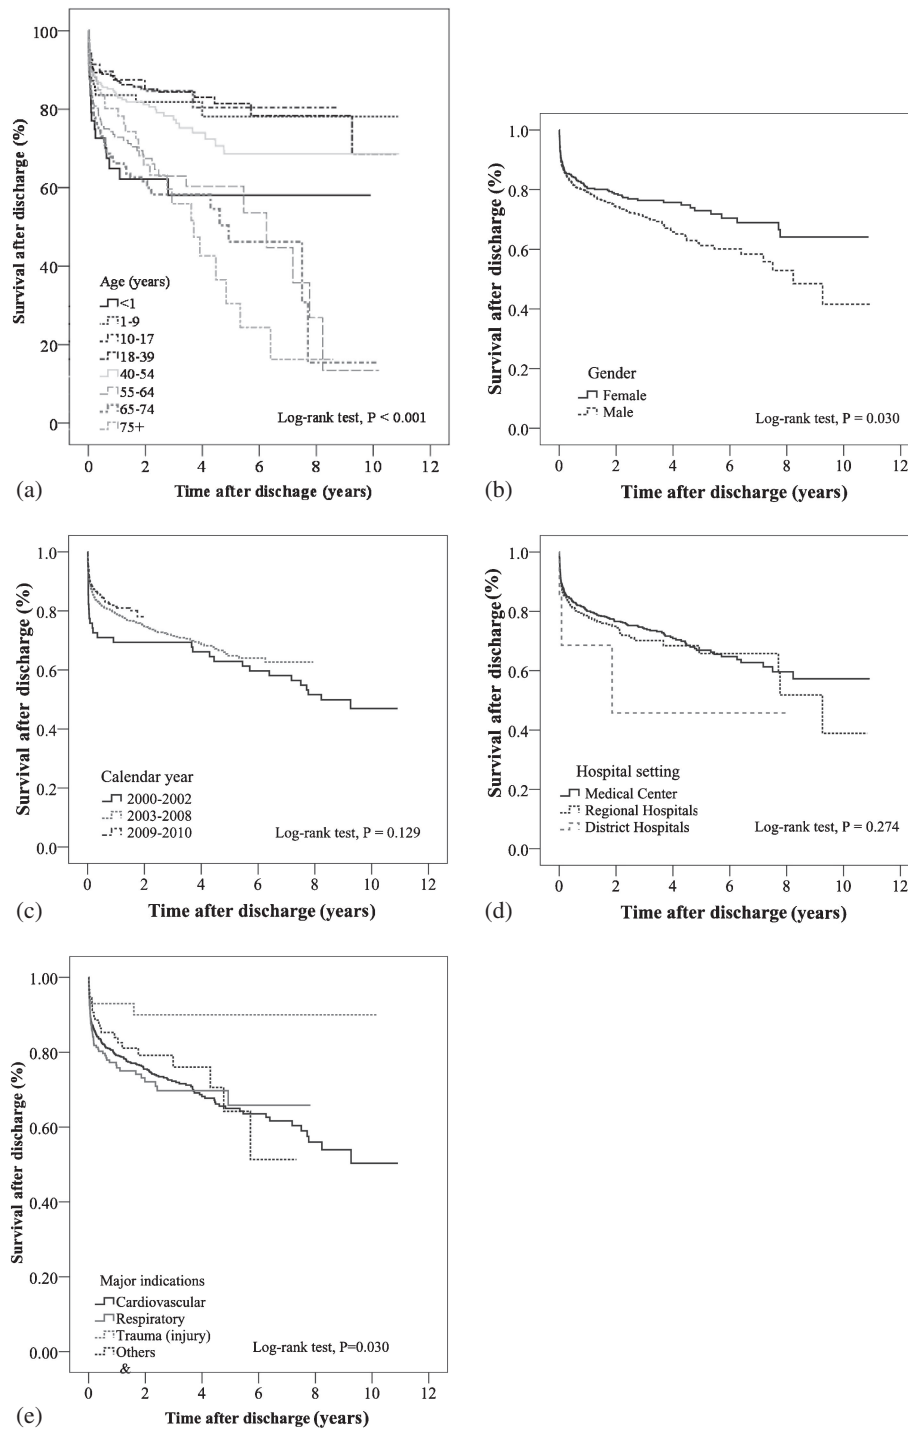 100
80
60
40
20
0
Survival after discharge (%)
Age (years)
<1
1-9
10-17
18-39
40-54
55-64
65-74
75+
Log-rank test, P < 0.001
0 2 4 6 8 10 12
(a)
Time after dischage (years)
1.0
0.8
0.6
0.4
0.2
0.0
Survival after discharge (%)
Gender
Female
Male
Log-rank test, P = 0.030
0 2 4 6 8 10 12
(b)
Time after discharge (years)
1.0
0.8
0.6
0.4
0.2
0.0
Survival after discharge (%)
Calendar year
2000-2002
2003-2008
2009-2010
Log-rank test, P = 0.129
0 2 4 6 8 10 12
(c)
Time after discharge (years)
1.0
0.8
0.6
0.4
0.2
0.0
Survival after discharge (%)
Hospital setting
Medical Center
Regional Hospitals
District Hospitals
Log-rank test, P = 0.274
0 2 4 6 8 10 12
(d)
Time after discharge (years)
1.00
0.80
0.60
0.40
0.20
0.00
Survival after discharge (%)
Major indications
Cardiovascular
Respiratory
Trauma (injury)
Others
&
Log-rank test, P=0.030
0 2 4 6 8 10 12
(e)
Time after discharge (years)